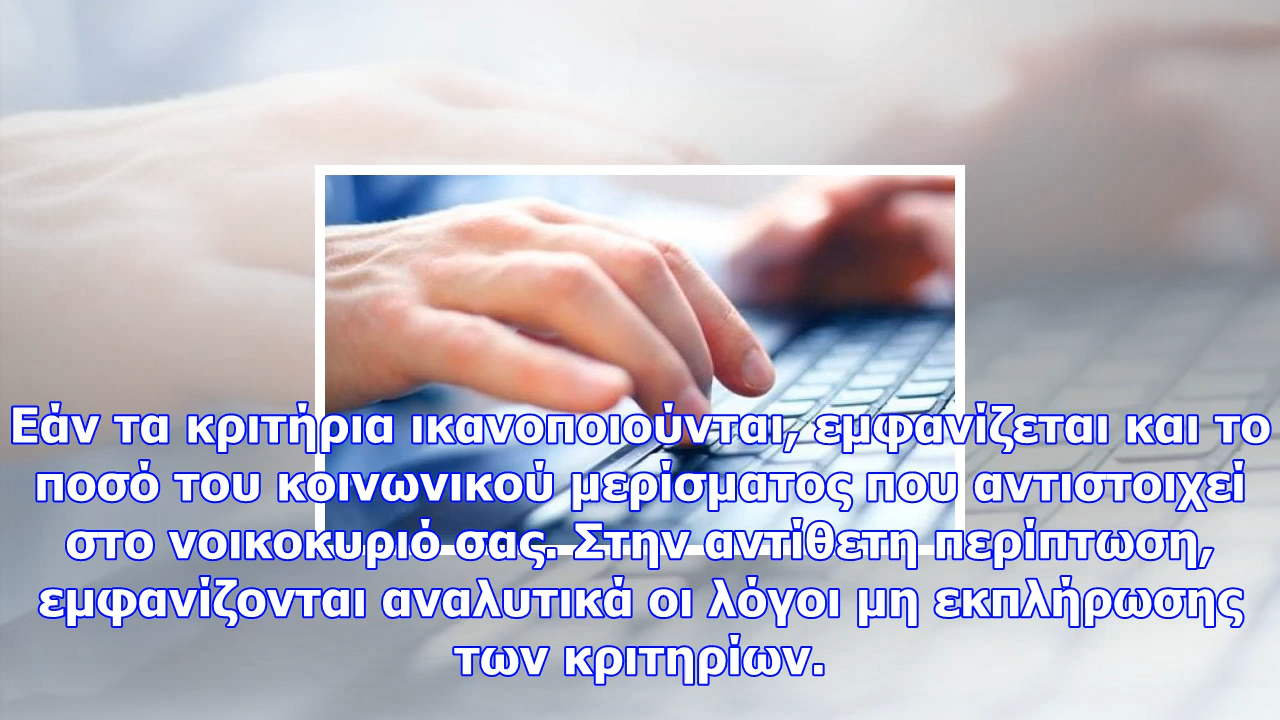 Εάν τα κριτήρια ικανοποιούνται, εμφανίζεται και το
ποσό του κοινωνικού μερίσματος που αντιστοιχεί
στο νοικοκυριό σας. Στην αντίθετη περίπτωση,
εμφανίζονται αναλυτικά οι λόγοι μη εκπλήρωσης
των κριτηρίων.